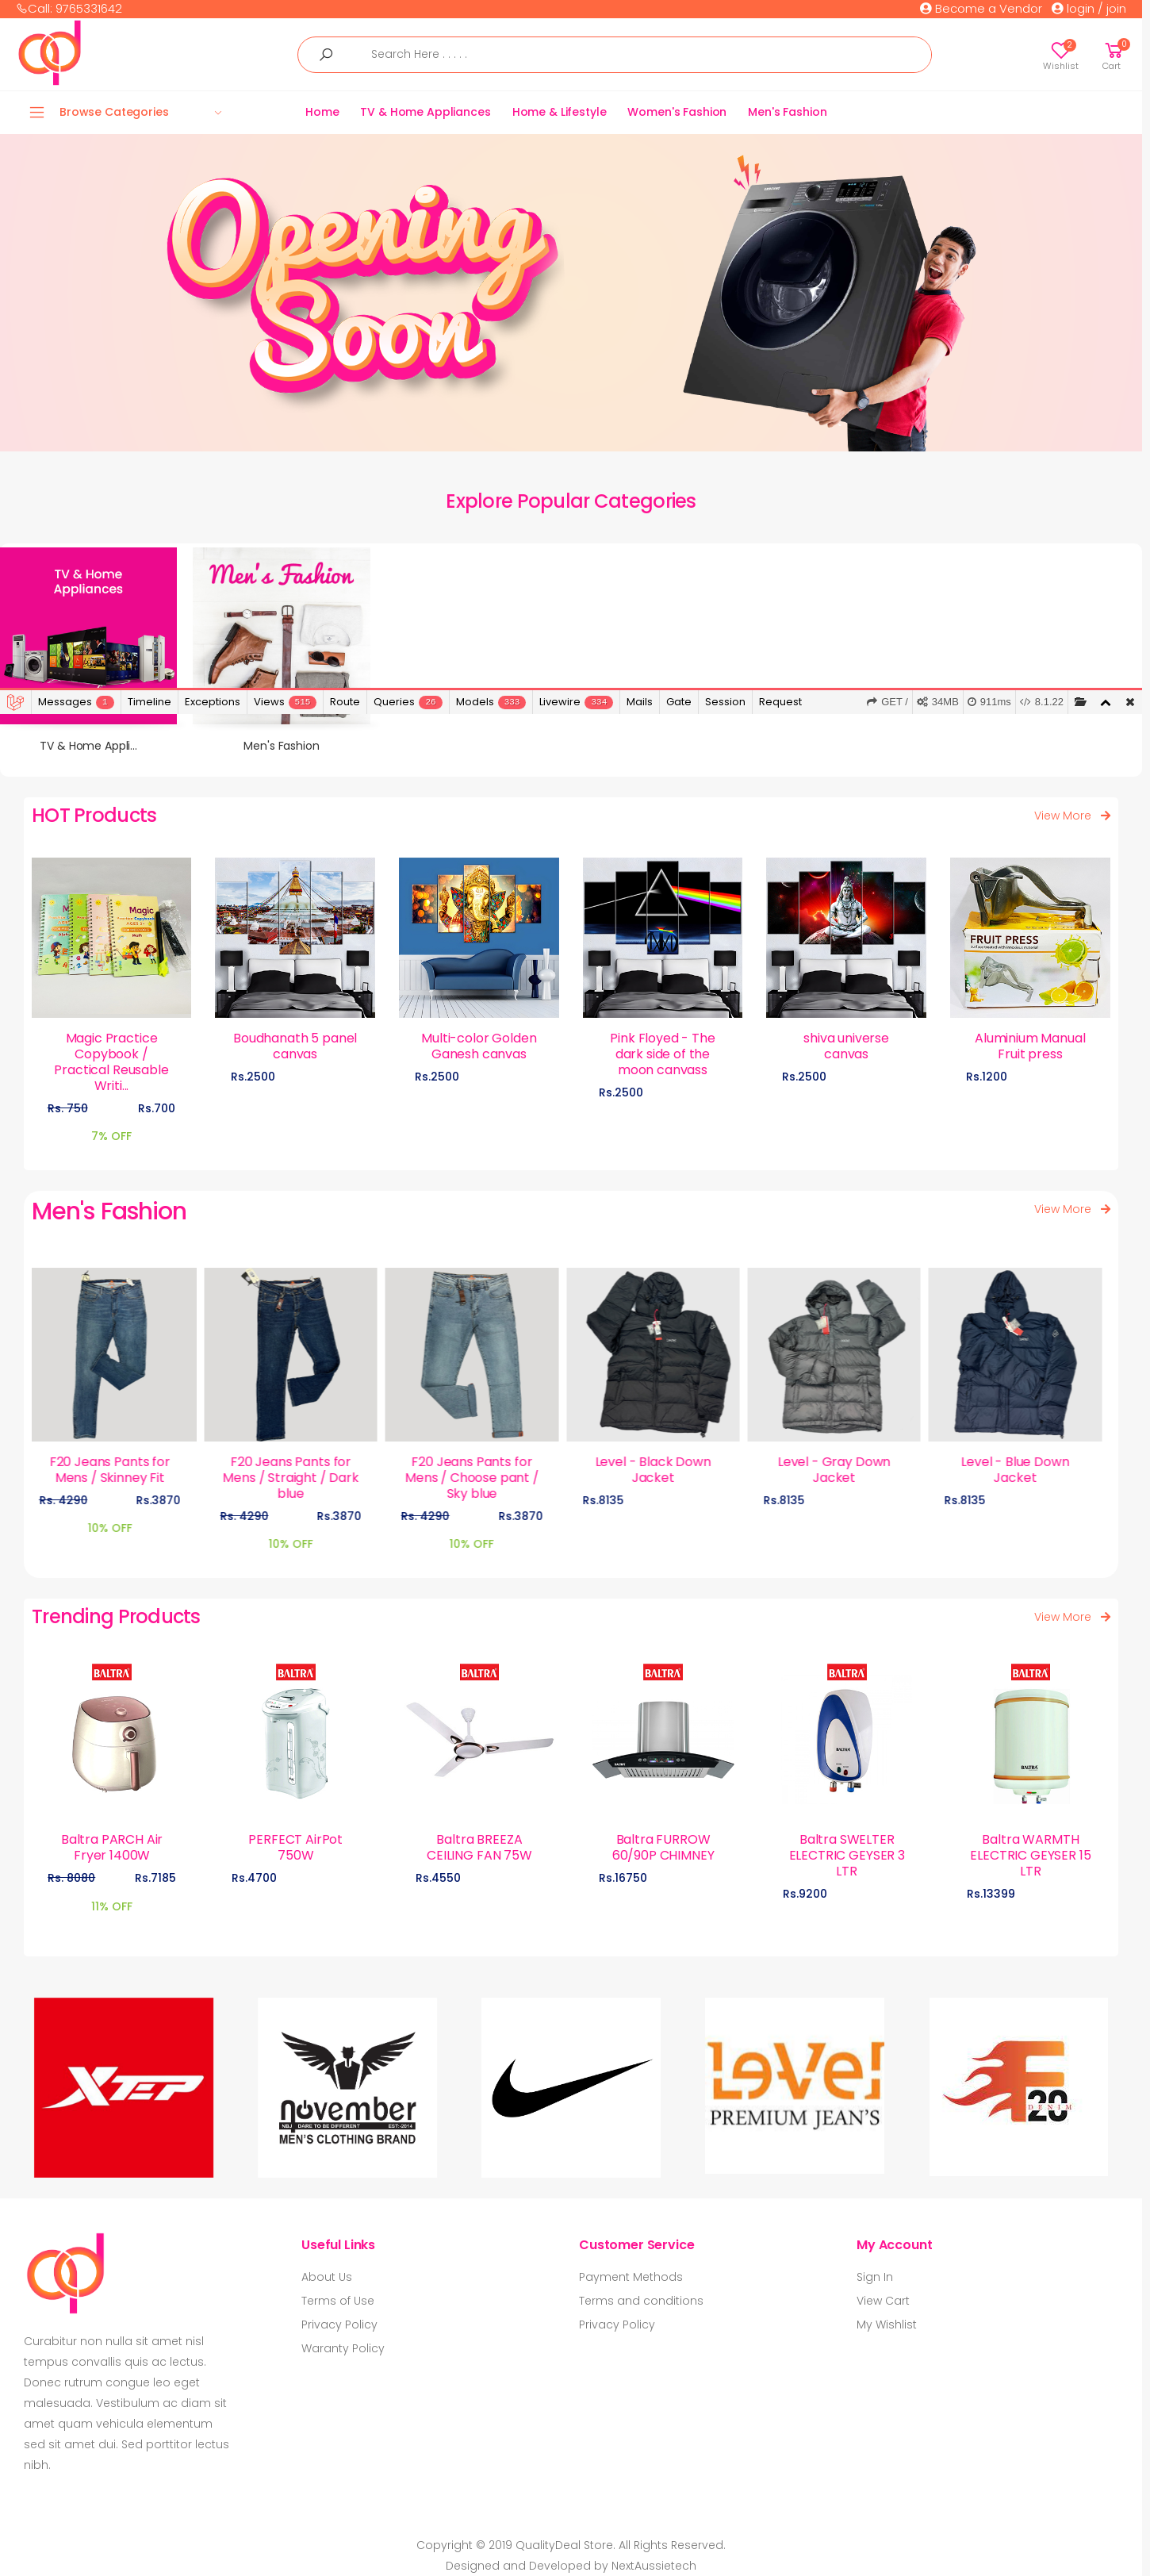 Call: 9765331642
Become a Vendor login / join
Search Here . . . . .
2
Wishlist
0
Cart
Browse Categories
Home TV & Home Appliances Home & Lifestyle Women's Fashion Men's Fashion
Opening
Soon
Explore Popular Categories
TV & Home
Appliances
Men's Fashion
Messages 1 Timeline Exceptions Views 515 Route Queries 26 Models 333 Livewire 334 Mails Gate Session Request GET / 34MB 911ms 8.1.22
TV & Home Appli...
Men's Fashion
HOT Products
View More
Magic
FRUIT PRESS
Magic Practice
Copybook /
Practical Reusable
Writi...
Rs. 750 Rs.700
7% OFF
Boudhanath 5 panel
canvas
Rs.2500
Multi-color Golden
Ganesh canvas
Rs.2500
Pink Floyed - The
dark side of the
moon canvass
Rs.2500
shiva universe
canvas
Rs.2500
Aluminium Manual
Fruit press
Rs.1200
Men's Fashion
View More
F20 Jeans Pants for
Mens / Skinney Fit
Rs. 4290 Rs.3870
10% OFF
F20 Jeans Pants for
Mens / Straight / Dark
blue
Rs. 4290 Rs.3870
10% OFF
F20 Jeans Pants for
Mens / Choose pant /
Sky blue
Rs. 4290 Rs.3870
10% OFF
Level - Black Down
Jacket
Rs.8135
Level - Gray Down
Jacket
Rs.8135
Level - Blue Down
Jacket
Rs.8135
Trending Products
View More
BALTRA
BALTRA
BALTRA
BALTRA
BALTRA
BALTRA
Baltra PARCH Air
Fryer 1400W
Rs. 8080 Rs.7185
11% OFF
PERFECT AirPot
750W
Rs.4700
Baltra BREEZA
CEILING FAN 75W
Rs.4550
Baltra FURROW
60/90P CHIMNEY
Rs.16750
Baltra SWELTER
ELECTRIC GEYSER 3
LTR
Rs.9200
Baltra WARMTH
ELECTRIC GEYSER 15
LTR
Rs.13399
XTEP
november
NBJ DARE TO BE DIFFERENT EST:-2014
MEN'S CLOTHING BRAND
Level
PREMIUM JEAN'S
F20
DENIM
Curabitur non nulla sit amet nisl
tempus convallis quis ac lectus.
Donec rutrum congue leo eget
malesuada. Vestibulum ac diam sit
amet quam vehicula elementum
sed sit amet dui. Sed porttitor lectus
nibh.
Useful Links
About Us
Terms of Use
Privacy Policy
Waranty Policy
Customer Service
Payment Methods
Terms and conditions
Privacy Policy
My Account
Sign In
View Cart
My Wishlist
Copyright © 2019 QualityDeal Store. All Rights Reserved.
Designed and Developed by NextAussietech